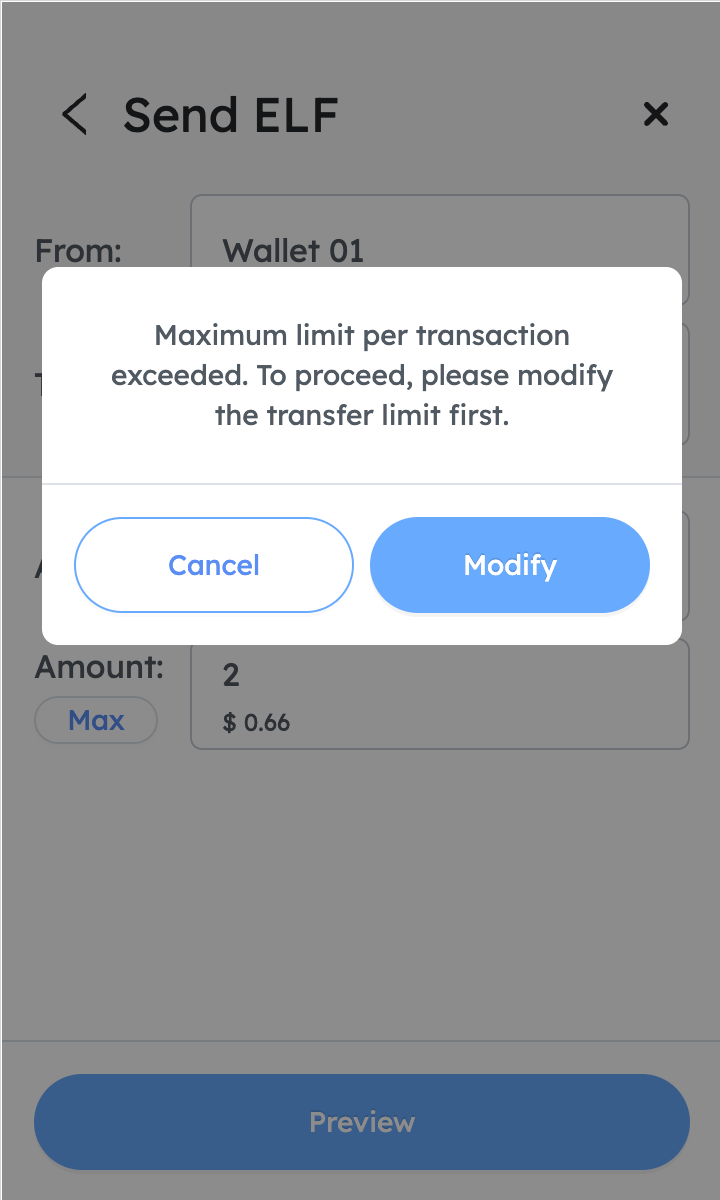 Send ELF
From:
Wallet 01
Maximum limit per transaction
exceeded. To proceed, please modify
the transfer limit first.
Cancel
Modify
Amount:
2
Max
$ 0.66
Preview